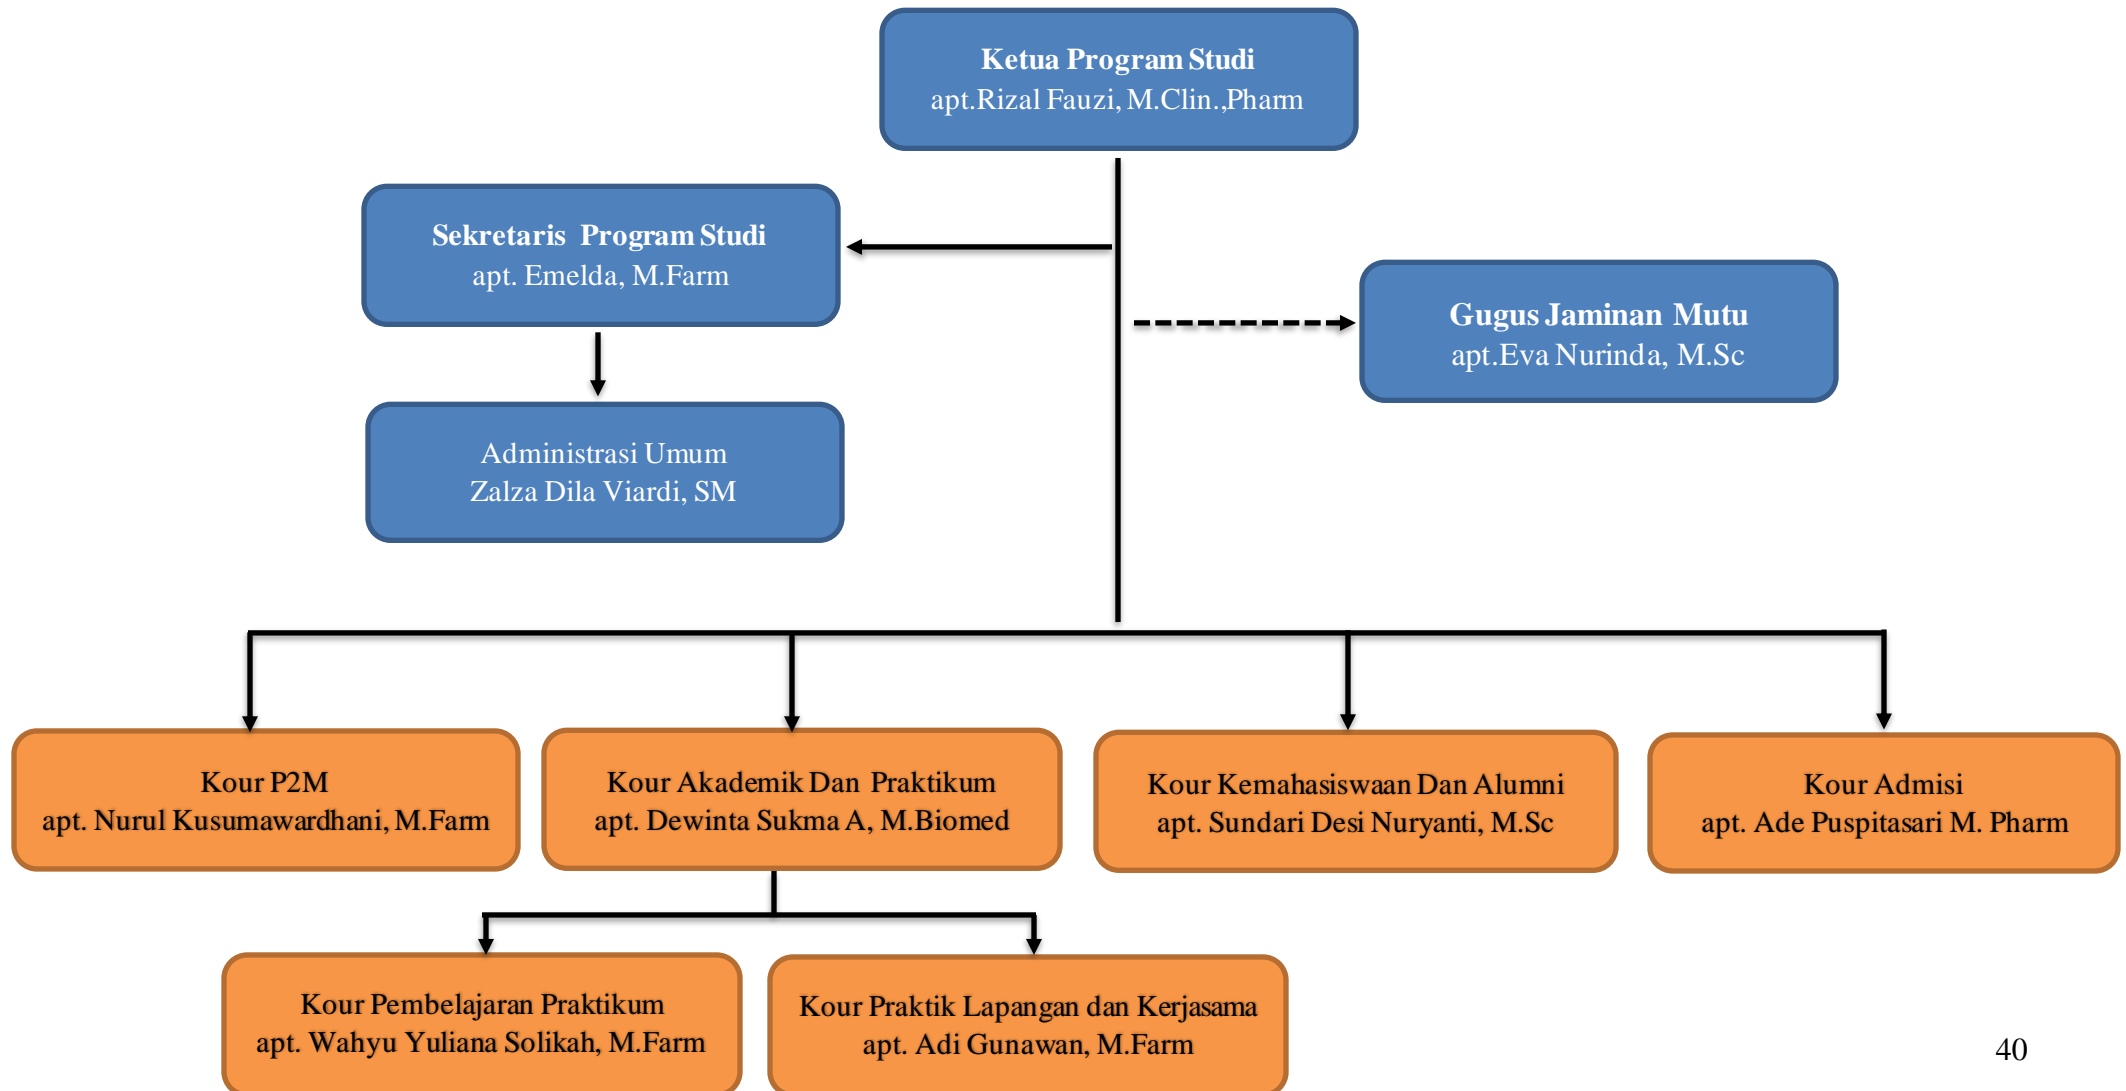 Ketua Program Studi
apt.Rizal Fauzi, M.Clin.,Pharm
Sekretaris Program Studi
apt. Emelda, M.Farm
Gugus Jaminan Mutu
apt.Eva Nurinda, M.Sc
Administrasi Umum
Zalza Dila Viardi, SM
Kour P2M
apt. Nurul Kusumawardhani, M.Farm
Kour Akademik Dan Praktikum
apt. Dewinta Sukma A, M.Biomed
Kour Kemahasiswaan Dan Alumni
apt. Sundari Desi Nuryanti, M.Sc
Kour Admisi
apt. Ade Puspitasari M. Pharm
Kour Pembelajaran Praktikum
apt. Wahyu Yuliana Solikah, M.Farm
Kour Praktik Lapangan dan Kerjasama
apt. Adi Gunawan, M.Farm
40